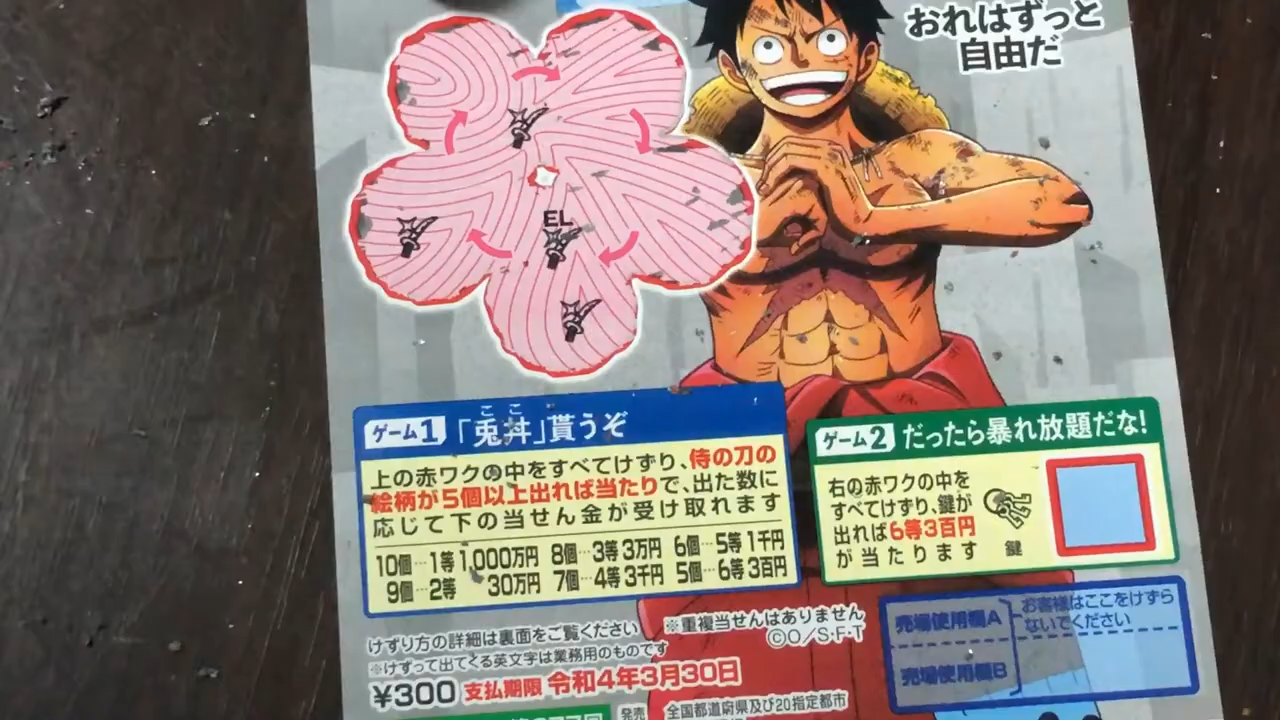 おれはずっと
自由だ
EL
ゲーム1 「兎丼」貰うぞ
ここ
上の赤ワクの中をすべてけずり、侍の刀の
絵柄が5個以上出れば当たりで、出た数に
応じて下の当せん金が受け取れます
10個…1等 1,000万円 8個…3等 3万円 6個…5等 1千円
9個…2等 30万円 7個…4等 3千円 5個…6等 3百円
ゲーム2 だったら暴れ放題だな!
右の赤ワクの中を
すべてけずり、鍵が
出れば6等3百円
が当たります
鍵
けずり方の詳細は裏面をご覧ください
※重複当せんはありません
※けずって出てくる英文字は業務用のものです
©O/S・F・T
¥300 支払期限 令和4年3月30日
売場使用欄A
売場使用欄B
お客様はここをけずら
ないでください
発売
全国都道府県及び20指定都市